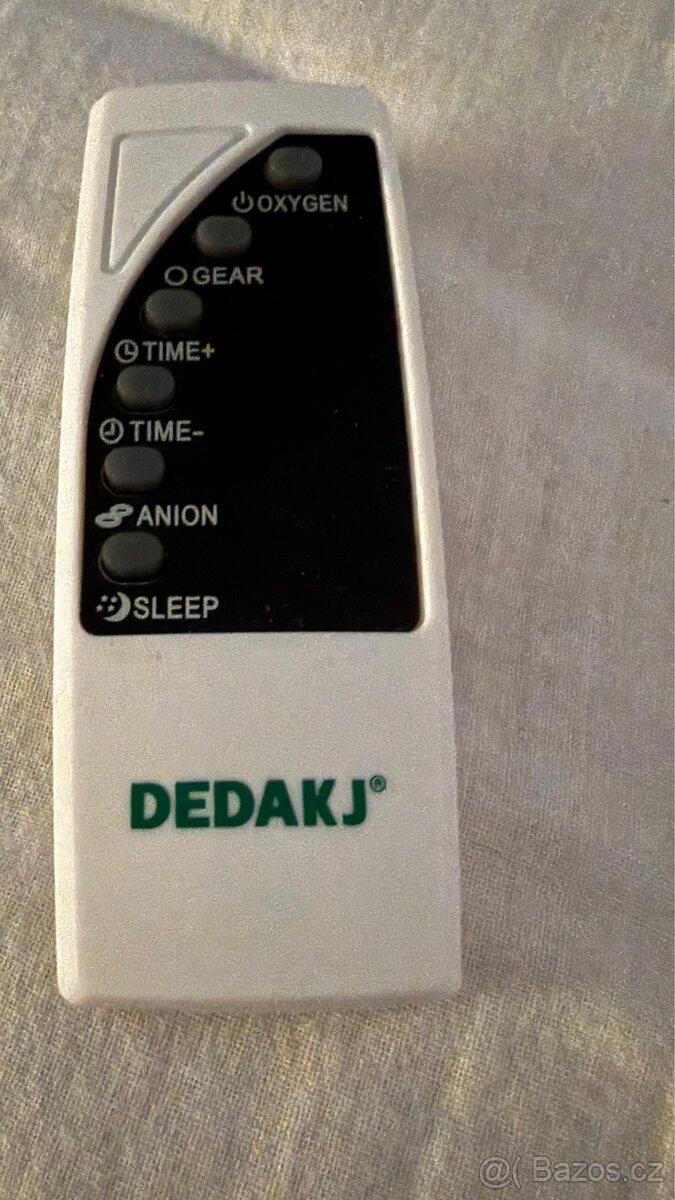 OXYGEN
GEAR
TIME+
TIME-
ANION
SLEEP
DEDAKJ®
@( Bazos.cz